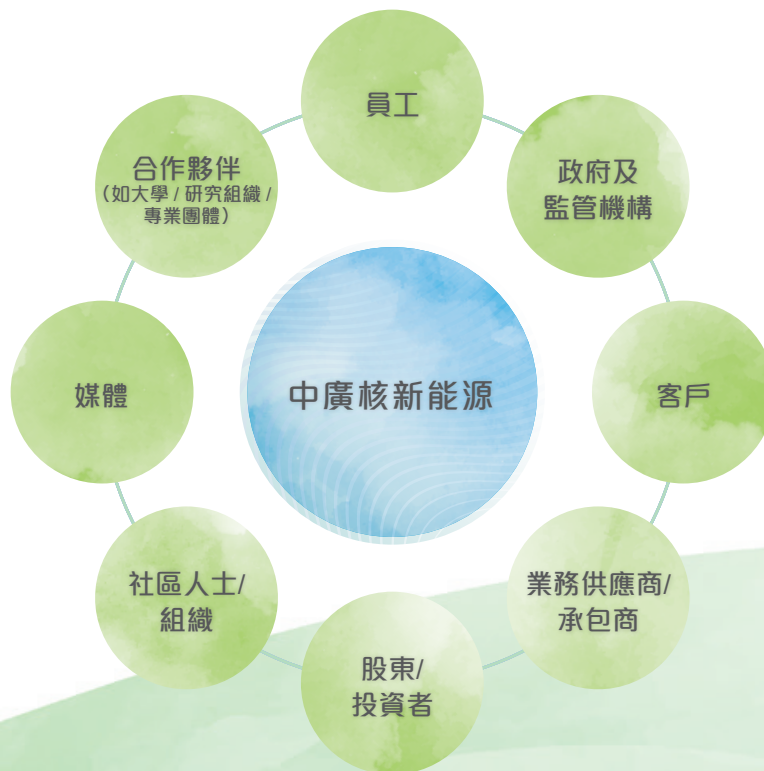 員工
政府及
監管機構
客戶
業務供應商/
承包商
股東/
投資者
社區人士/
組織
媒體
合作夥伴
（如大學 / 研究組織 /
專業團體）
中廣核新能源